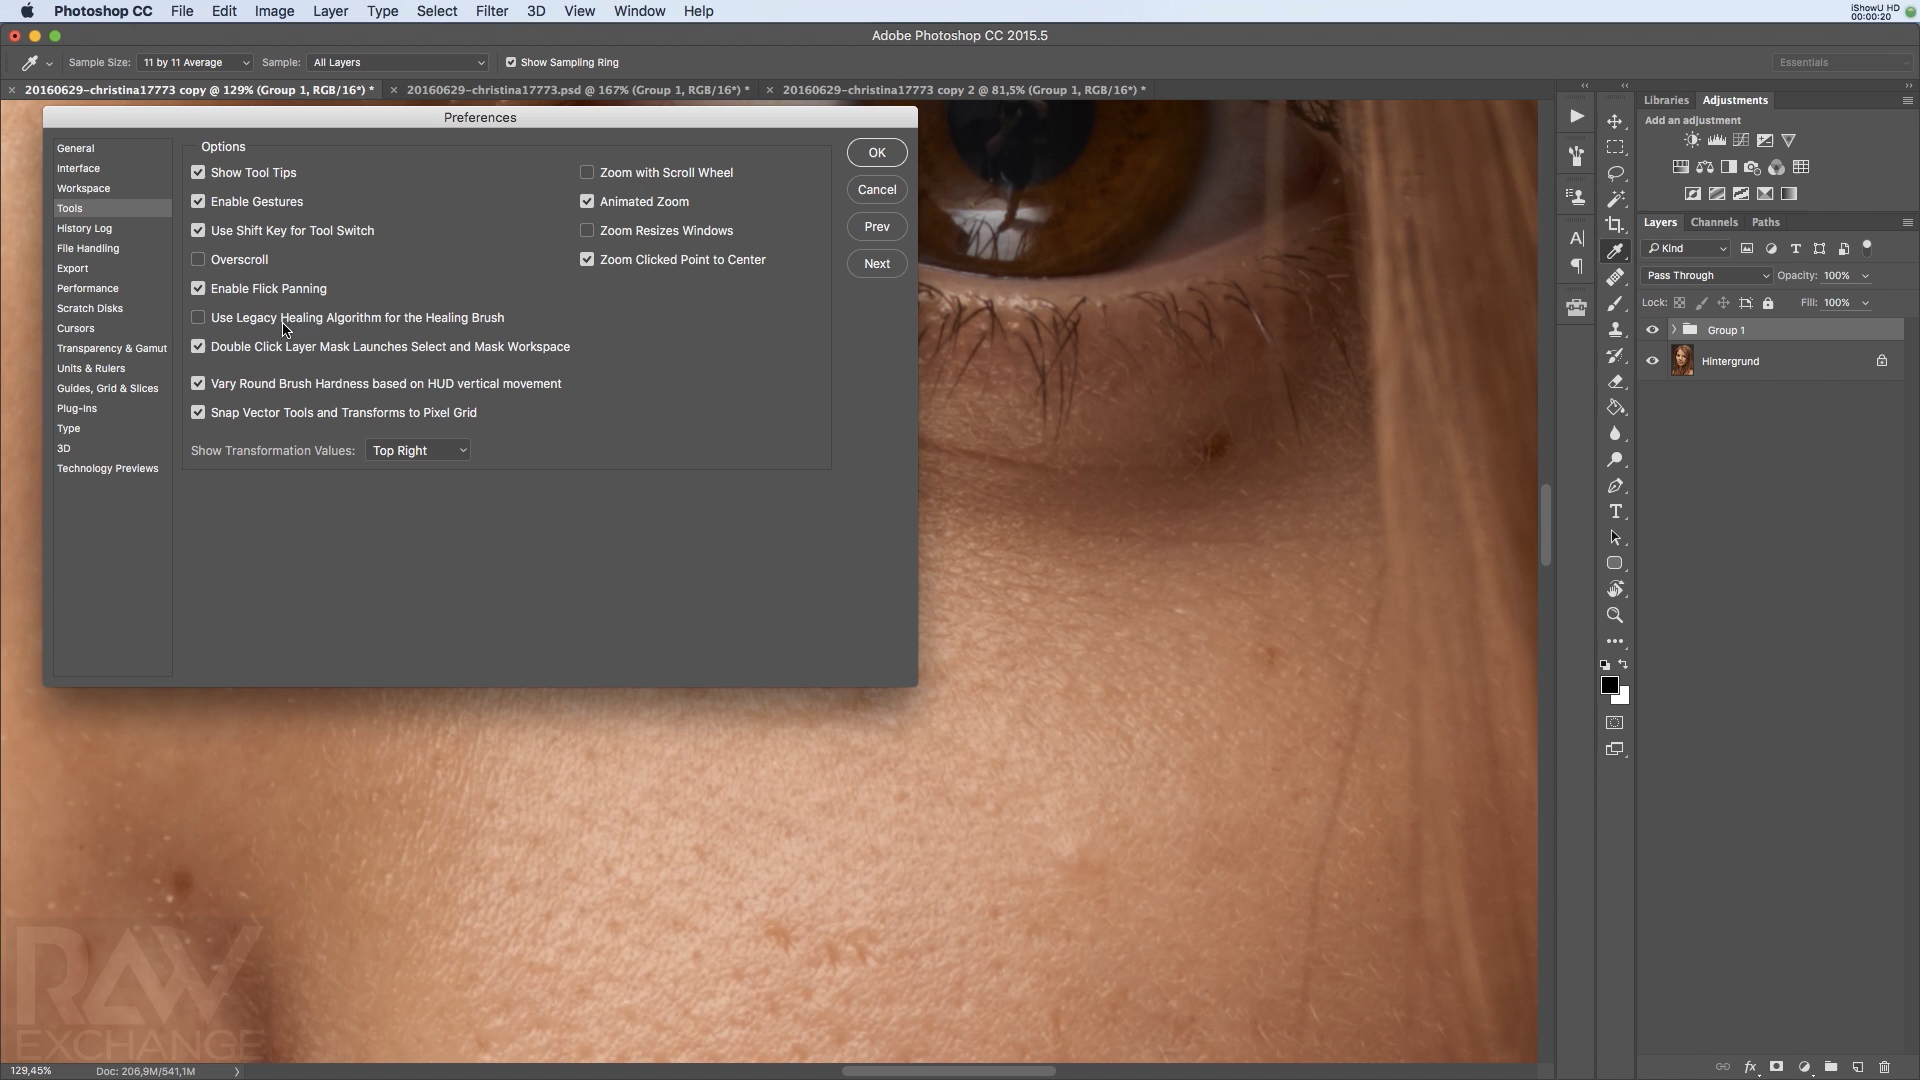 Photoshop CC File Edit Image Layer Type Select Filter 3D View Window Help
iShowU HD
00:00:20
Adobe Photoshop CC 2015.5
Sample Size: 11 by 11 Average Sample: All Layers Show Sampling Ring Essentials
20160629-christina17773 copy @ 129% (Group 1, RGB/16*) * 20160629-christina17773.psd @ 167% (Group 1, RGB/16*) * 20160629-christina17773 copy 2 @ 81,5% (Group 1, RGB/16*) *
Preferences
General
Interface
Workspace
Tools
History Log
File Handling
Export
Performance
Scratch Disks
Cursors
Transparency & Gamut
Units & Rulers
Guides, Grid & Slices
Plug-Ins
Type
3D
Technology Previews
Options
Show Tool Tips
Enable Gestures
Use Shift Key for Tool Switch
Overscroll
Enable Flick Panning
Use Legacy Healing Algorithm for the Healing Brush
Double Click Layer Mask Launches Select and Mask Workspace
Vary Round Brush Hardness based on HUD vertical movement
Snap Vector Tools and Transforms to Pixel Grid
Show Transformation Values: Top Right
Zoom with Scroll Wheel
Animated Zoom
Zoom Resizes Windows
Zoom Clicked Point to Center
OK
Cancel
Prev
Next
Libraries Adjustments
Add an adjustment
Layers Channels Paths
Kind
Pass Through Opacity: 100%
Lock: Fill: 100%
Group 1
Hintergrund
RAW
EXCHANGE
129,45% Doc: 206,9M/541,1M